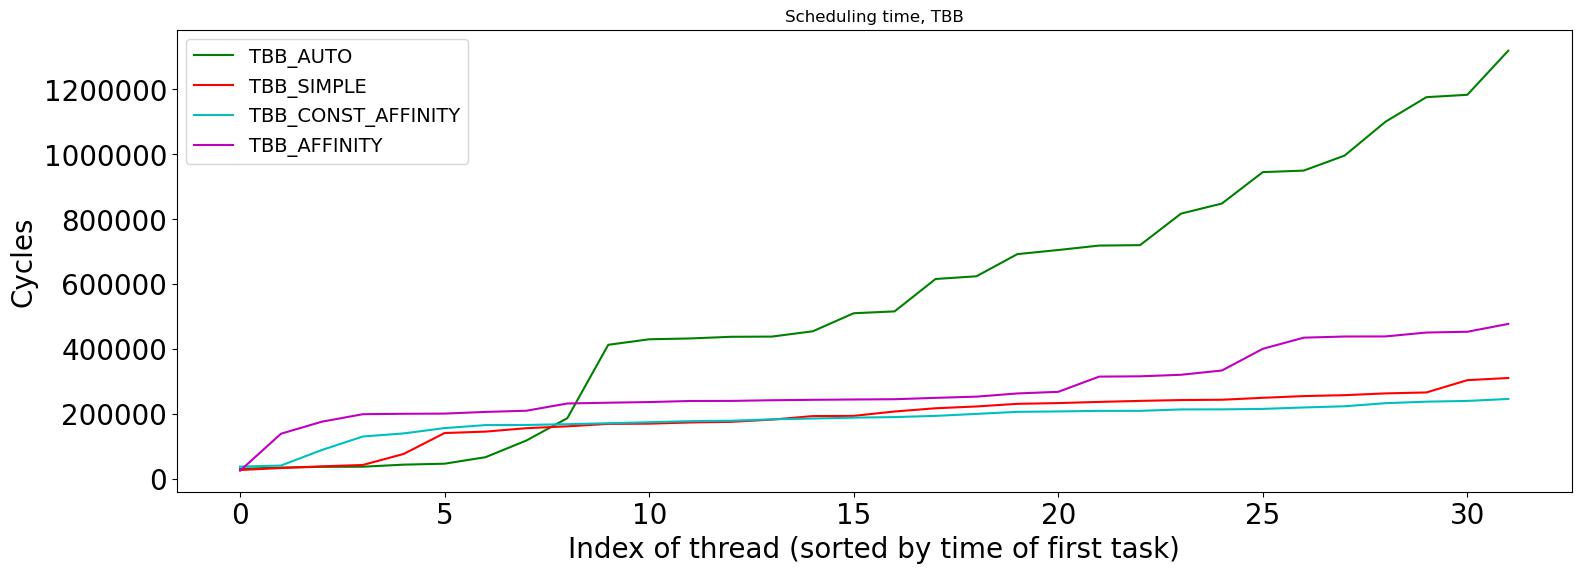 Scheduling time, TBB
TBB_AUTO
TBB_SIMPLE
TBB_CONST_AFFINITY
TBB_AFFINITY
Cycles
1200000
1000000
800000
600000
400000
200000
0
0 5 10 15 20 25 30
Index of thread (sorted by time of first task)